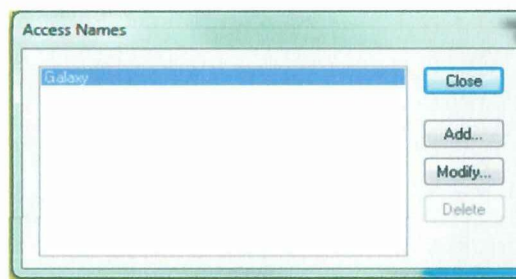 Access Names
Galaxy
Close
Add...
Modify...
Delete